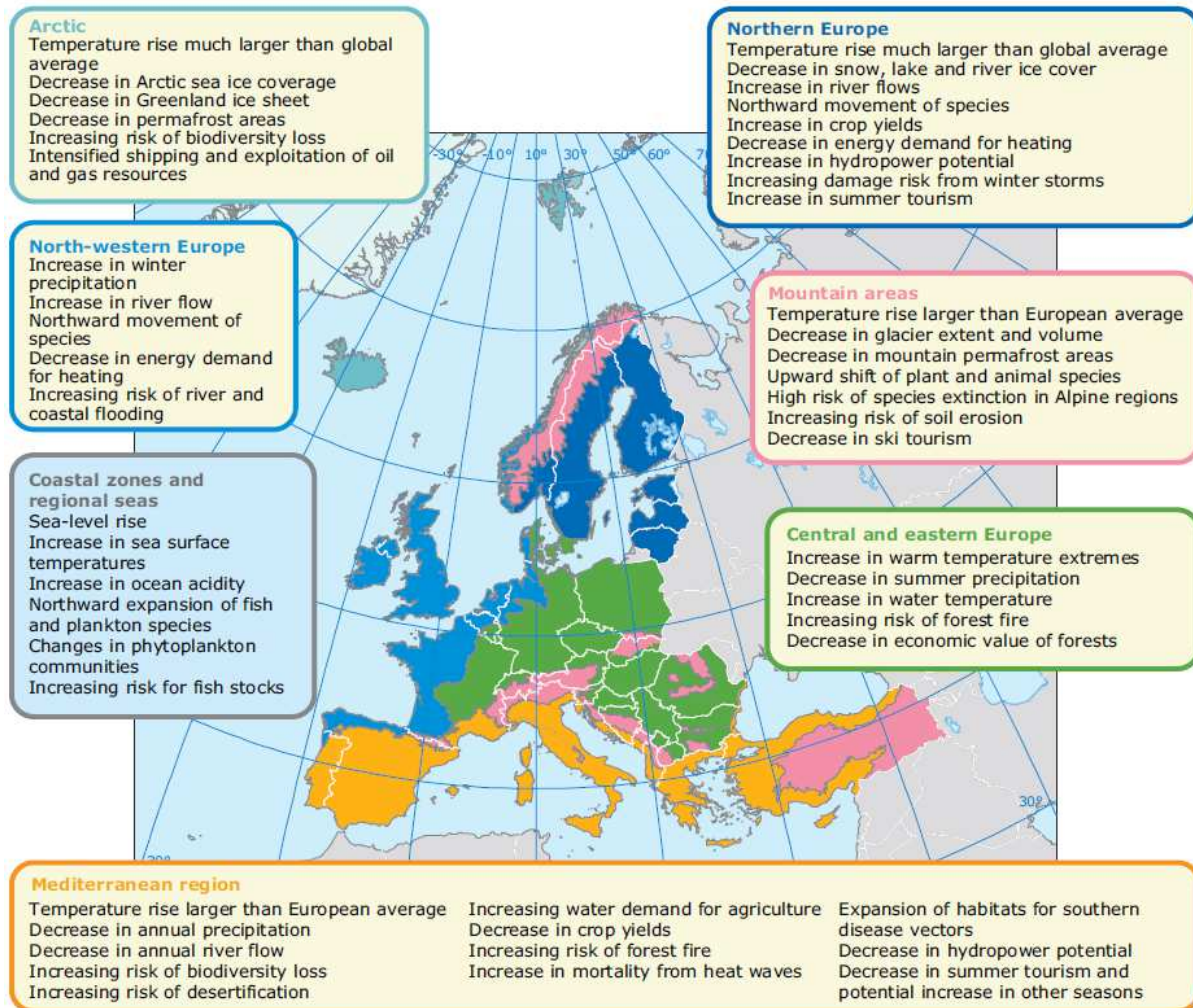 Arctic
Temperature rise much larger than global
average
Decrease in Arctic sea ice coverage
Decrease in Greenland ice sheet
Decrease in permafrost areas
Increasing risk of biodiversity loss
Intensified shipping and exploitation of oil
and gas resources
Northern Europe
Temperature rise much larger than global average
Decrease in snow, lake and river ice cover
Increase in river flows
Northward movement of species
Increase in crop yields
Decrease in energy demand for heating
Increase in hydropower potential
Increasing damage risk from winter storms
Increase in summer tourism
-30° -10° 10° 30° 50° 60°
North-western Europe
Increase in winter
precipitation
Increase in river flow
Northward movement of
species
Decrease in energy demand
for heating
Increasing risk of river and
coastal flooding
Mountain areas
Temperature rise larger than European average
Decrease in glacier extent and volume
Decrease in mountain permafrost areas
Upward shift of plant and animal species
High risk of species extinction in Alpine regions
Increasing risk of soil erosion
Decrease in ski tourism
Coastal zones and
regional seas
Sea-level rise
Increase in sea surface
temperatures
Increase in ocean acidity
Northward expansion of fish
and plankton species
Changes in phytoplankton
communities
Increasing risk for fish stocks
Central and eastern Europe
Increase in warm temperature extremes
Decrease in summer precipitation
Increase in water temperature
Increasing risk of forest fire
Decrease in economic value of forests
30°
Mediterranean region
Temperature rise larger than European average
Decrease in annual precipitation
Decrease in annual river flow
Increasing risk of biodiversity loss
Increasing risk of desertification
Increasing water demand for agriculture
Decrease in crop yields
Increasing risk of forest fire
Increase in mortality from heat waves
Expansion of habitats for southern
disease vectors
Decrease in hydropower potential
Decrease in summer tourism and
potential increase in other seasons